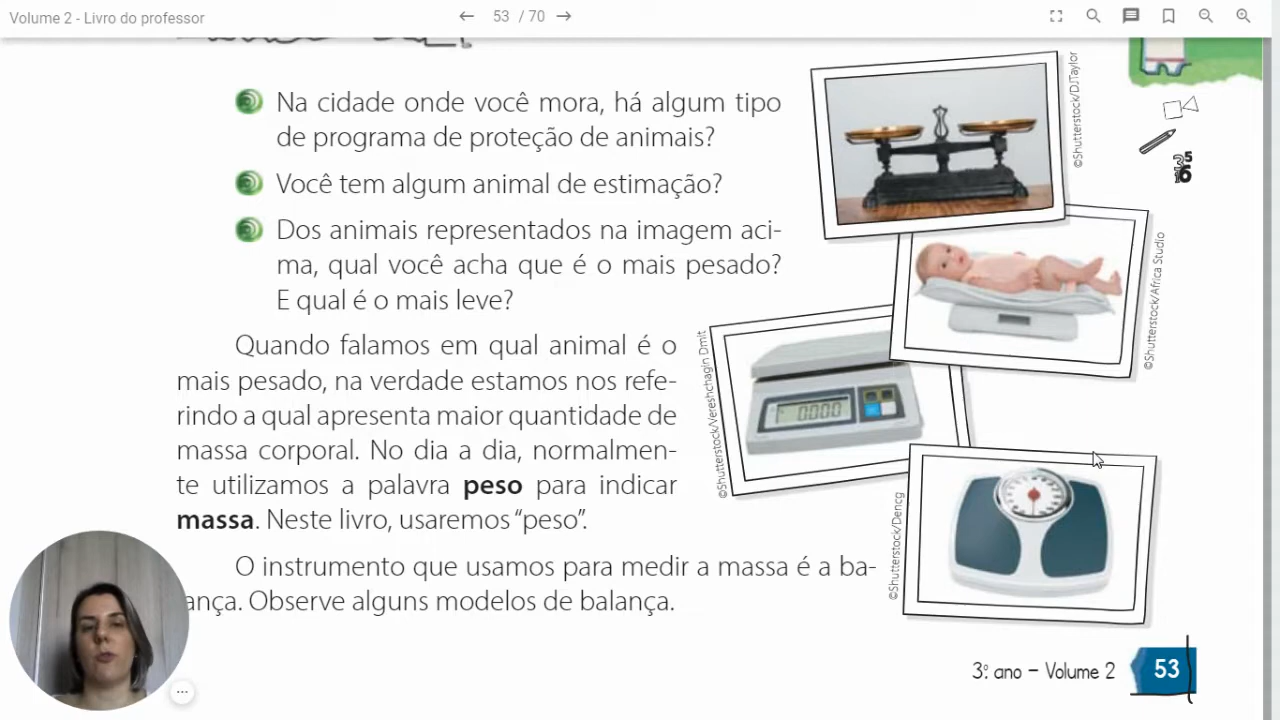 Volume 2 - Livro do professor
53 / 70
Na cidade onde você mora, há algum tipo
de programa de proteção de animais?
Você tem algum animal de estimação?
Dos animais representados na imagem aci-
ma, qual você acha que é o mais pesado?
E qual é o mais leve?
Quando falamos em qual animal é o
mais pesado, na verdade estamos nos refe-
rindo a qual apresenta maior quantidade de
massa corporal. No dia a dia, normalmen-
te utilizamos a palavra peso para indicar
massa. Neste livro, usaremos “peso”.
O instrumento que usamos para medir a massa é a ba-
ança. Observe alguns modelos de balança.
©Shutterstock/DJTaylor
©Shutterstock/Africa Studio
©Shutterstock/Vereshchagin Dmit
0.000
©Shutterstock/Dencg
3º. ano – Volume 2
53